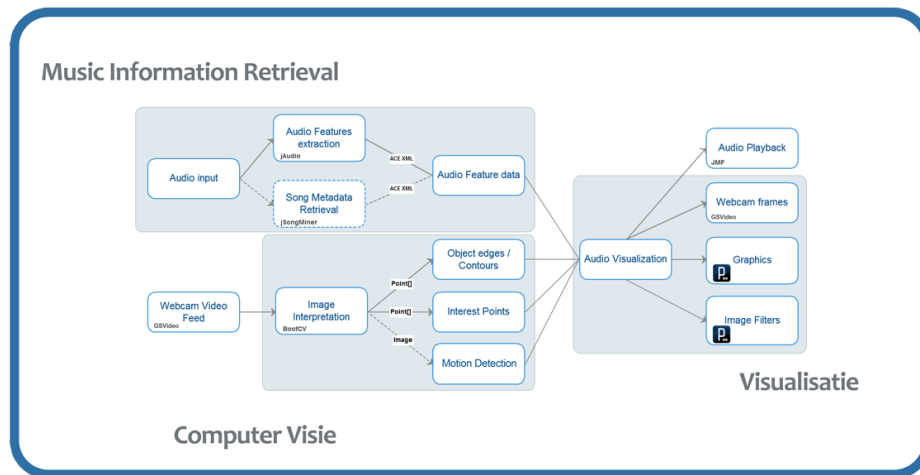 Music Information Retrieval
Audio input
Audio Features
extraction
jAudio
Song Metadata
Retrieval
jSongMiner
ACE XML
ACE XML
Audio Feature data
Webcam Video
Feed
GSVideo
Image
Interpretation
BoofCV
Point[]
Point[]
Image
Object edges /
Contours
Interest Points
Motion Detection
Audio Visualization
Audio Playback
JMF
Webcam frames
GSVideo
Graphics
Image Filters
Visualisatie
Computer Visie